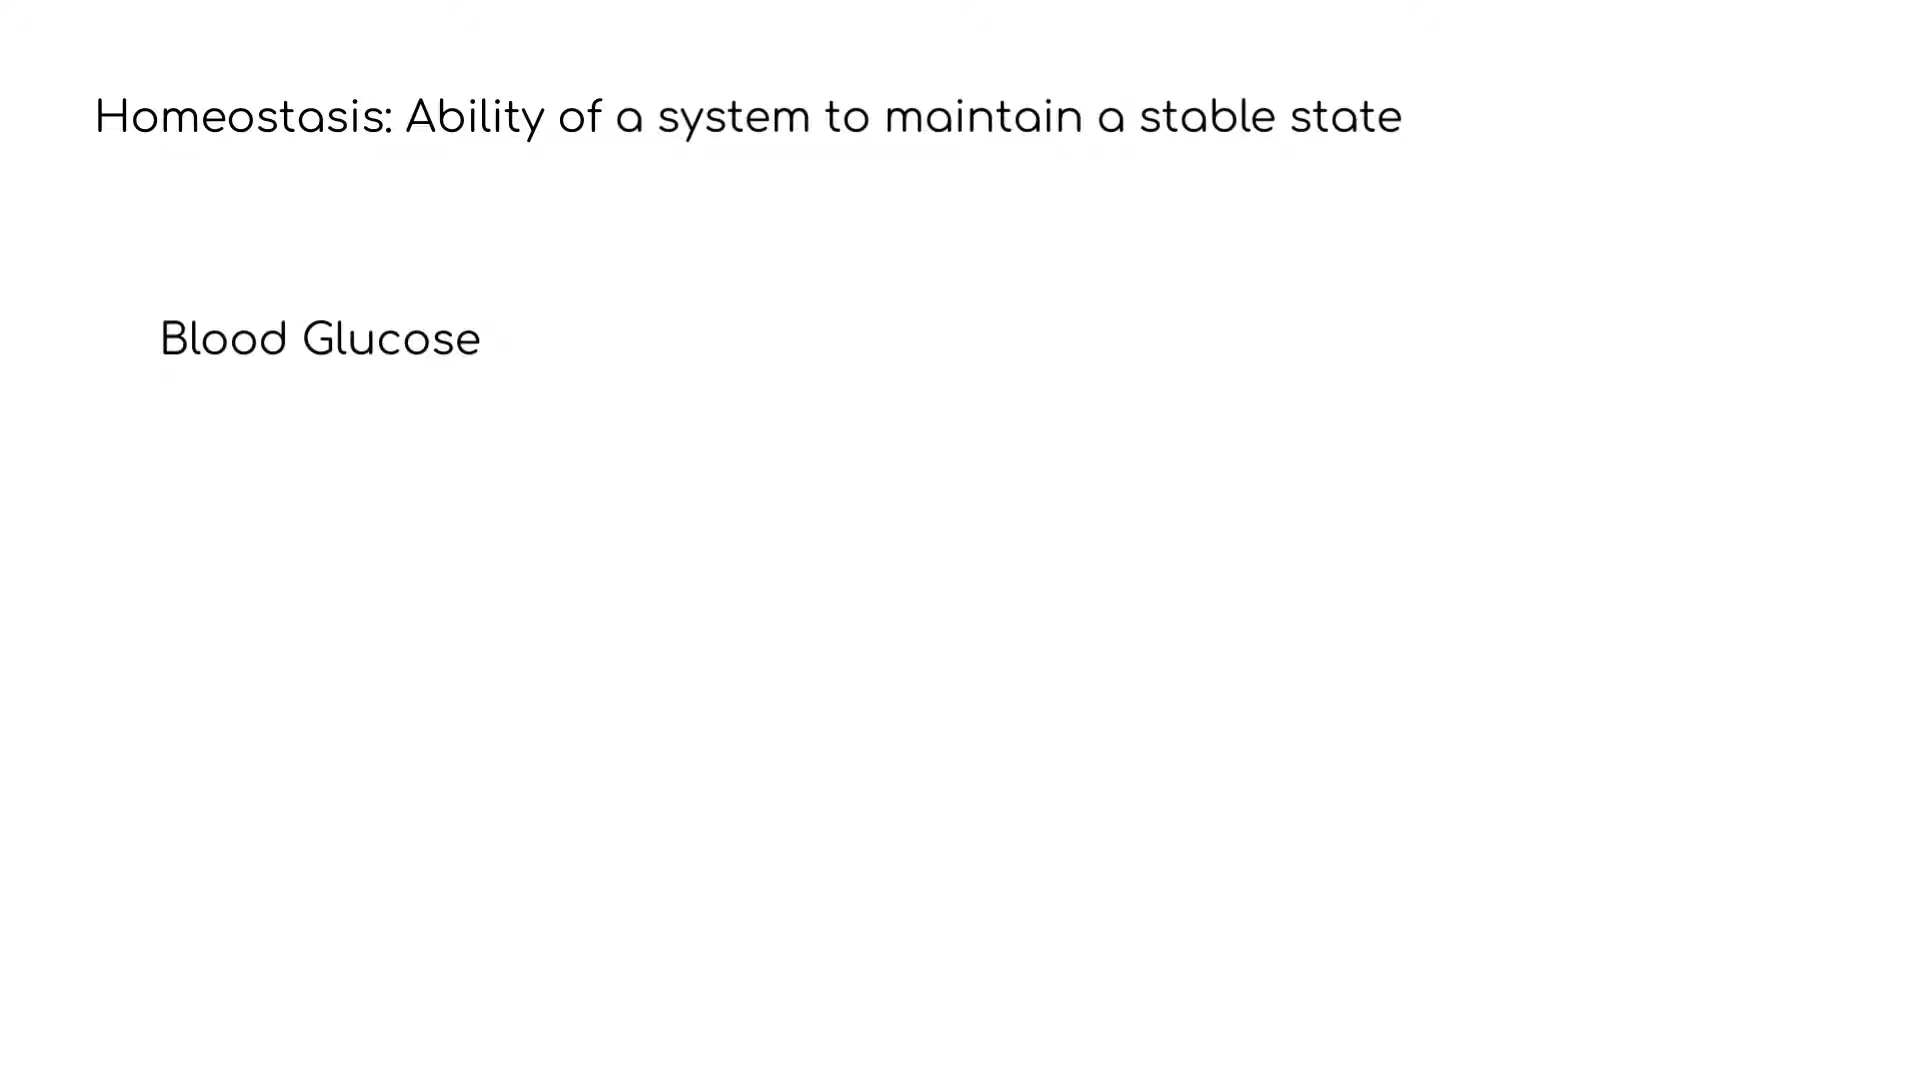 Homeostasis: Ability of a system to maintain a stable state
Blood Glucose